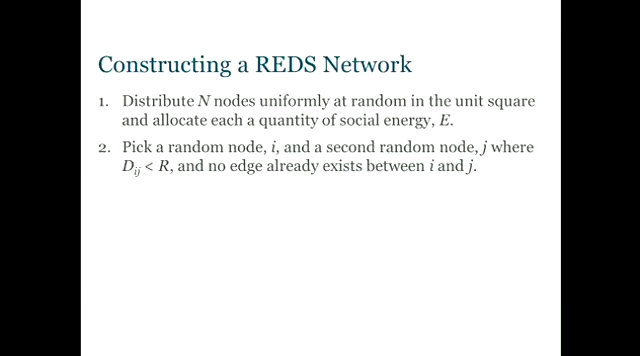 Constructing a REDS Network
1. Distribute N nodes uniformly at random in the unit square
and allocate each a quantity of social energy, E.
2. Pick a random node, i, and a second random node, j where
Dij < R, and no edge already exists between i and j.